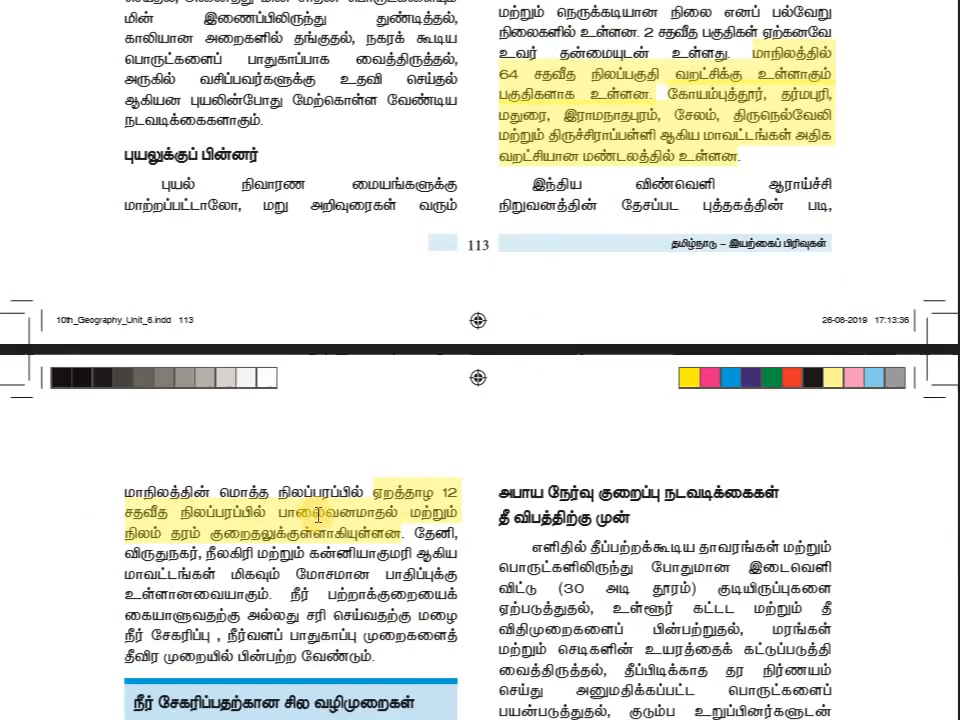 மின் இணைப்பிலிருந்து துண்டித்தல்,
காலியான அறைகளில் தங்குதல், நகரக் கூடிய
பொருட்களைப் பாதுகாப்பாக வைத்திருத்தல்,
அருகில் வசிப்பவர்களுக்கு உதவி செய்தல்
ஆகியன புயலின்போது மேற்கொள்ள வேண்டிய
நடவடிக்கைகளாகும்.
புயலுக்குப் பின்னர்
புயல் நிவாரண மையங்களுக்கு
மாற்றப்பட்டாலோ, மறு அறிவுரைகள் வரும்
மற்றும் நெருக்கடியான நிலை எனப் பல்வேறு
நிலைகளில் உள்ளன. 2 சதவீத பகுதிகள் ஏற்கனவே
உவர் தன்மையுடன் உள்ளது. மாநிலத்தில்
64 சதவீத நிலப்பகுதி வறட்சிக்கு உள்ளாகும்
பகுதிகளாக உள்ளன. கோயம்புத்தூர், தர்மபுரி,
மதுரை, இராமநாதபுரம், சேலம், திருநெல்வேலி
மற்றும் திருச்சிராப்பள்ளி ஆகிய மாவட்டங்கள் அதிக
வறட்சியான மண்டலத்தில் உள்ளன.
இந்திய விண்வெளி ஆராய்ச்சி
நிறுவனத்தின் தேசப்பட புத்தகத்தின் படி,
113 தமிழ்நாடு – இயற்கைப் பிரிவுகள்
10th_Geography_Unit_6.indd 113 26-08-2019 17:13:36
மாநிலத்தின் மொத்த நிலப்பரப்பில் ஏறத்தாழ 12
சதவீத நிலப்பரப்பில் பாலைவனமாதல் மற்றும்
நிலம் தரம் குறைதலுக்குள்ளாகியுள்ளன. தேனி,
விருதுநகர், நீலகிரி மற்றும் கன்னியாகுமரி ஆகிய
மாவட்டங்கள் மிகவும் மோசமான பாதிப்புக்கு
உள்ளானவையாகும். நீர் பற்றாக்குறையைக்
கையாளுவதற்கு அல்லது சரி செய்வதற்கு மழை
நீர் சேகரிப்பு , நீர்வளப் பாதுகாப்பு முறைகளைத்
தீவிர முறையில் பின்பற்ற வேண்டும்.
நீர் சேகரிப்பதற்கான சில வழிமுறைகள்
அபாய நேர்வு குறைப்பு நடவடிக்கைகள்
தீ விபத்திற்கு முன்
எளிதில் தீப்பற்றக்கூடிய தாவரங்கள் மற்றும்
பொருட்களிலிருந்து போதுமான இடைவெளி
விட்டு (30 அடி தூரம்) குடியிருப்புகளை
ஏற்படுத்துதல், உள்ளூர் கட்டட மற்றும் தீ
விதிமுறைகளைப் பின்பற்றுதல், மரங்கள்
மற்றும் செடிகளின் உயரத்தைக் கட்டுப்படுத்தி
வைத்திருத்தல், தீப்பிடிக்காத தர நிர்ணயம்
செய்து அனுமதிக்கப்பட்ட பொருட்களைப்
பயன்படுத்துதல், குடும்ப உறுப்பினர்களுடன்